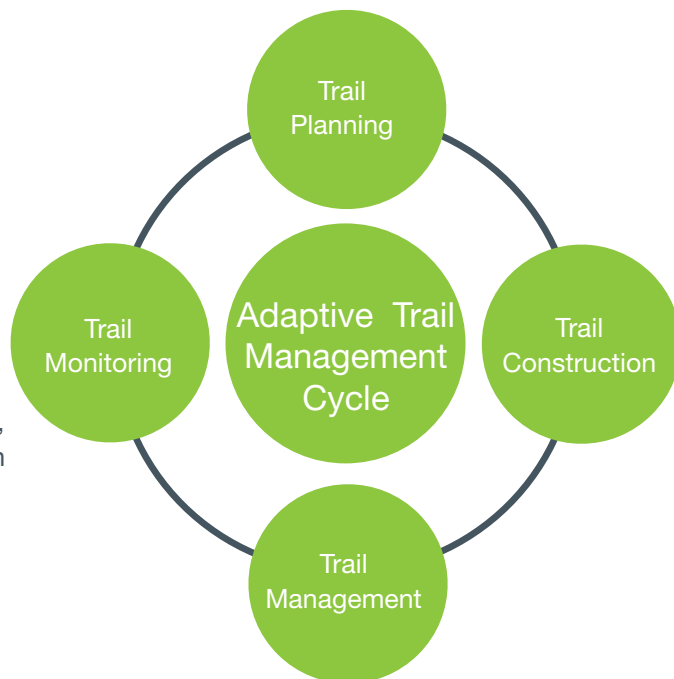 Trail
Planning
Adaptive Trail
Management
Cycle
Trail
Monitoring
Trail
Construction
,
Trail
Management